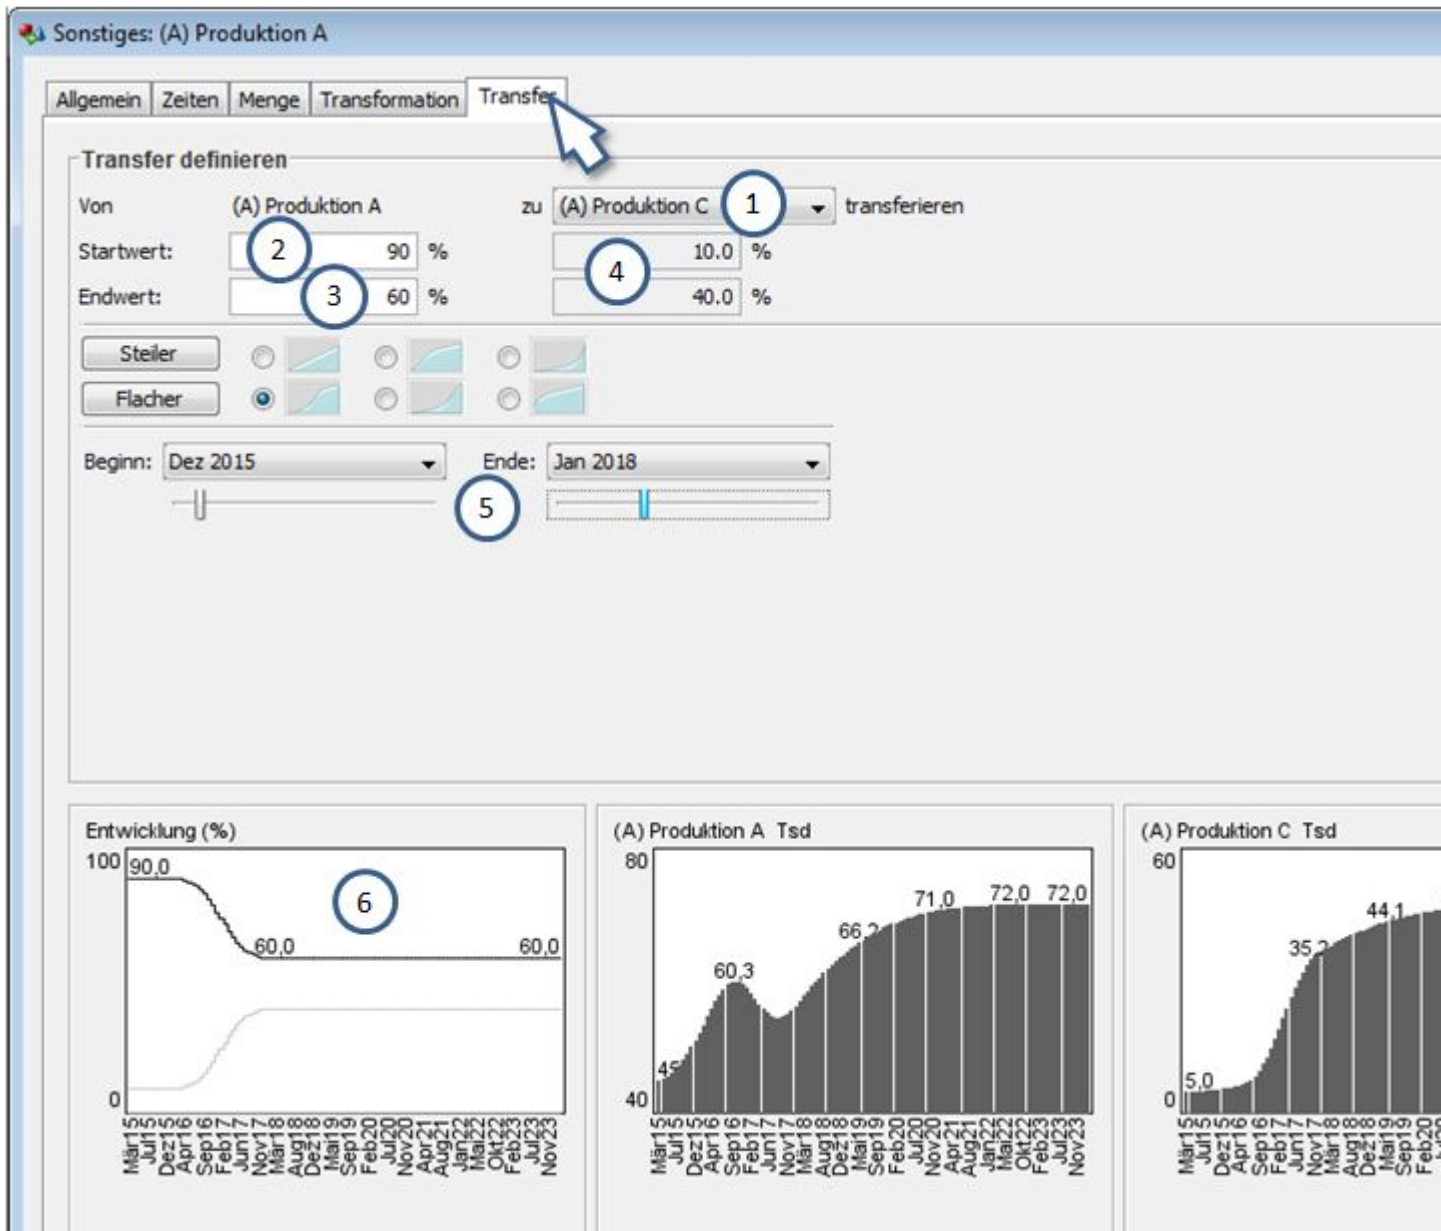 Sonstiges: (A) Produktion A
Allgemein Zeiten Menge Transformation Transfer
Transfer definieren
Von (A) Produktion A zu (A) Produktion C 1 transferieren
Startwert: 2 90 % 10.0 %
4
Endwert: 3 60 % 40.0 %
Steiler
Flacher
Beginn: Dez 2015 Ende: Jan 2018
5
Entwicklung (%)
100
90,0
6
60,0 60,0
0
Mär15 Jul15 Dez15 Apr16 Sep16 Feb17 Jun17 Nov17 Mär18 Aug18 Dez18 Mai19 Sep19 Feb20 Jul20 Nov20 Apr21 Aug21 Jan22 Mai22 Okt22 Feb23 Jul23 Nov23
(A) Produktion A Tsd
80
71,0 72,0 72,0
66,2
60,3
40
Mär15 Jul15 Dez15 Apr16 Sep16 Feb17 Jun17 Nov17 Mär18 Aug18 Dez18 Mai19 Sep19 Feb20 Jul20 Nov20 Apr21 Aug21 Jan22 Mai22 Okt22 Feb23 Jul23 Nov23
(A) Produktion C Tsd
60
44,1
35,2
5,0
0
Mär15 Jul15 Dez15 Apr16 Sep16 Feb17 Jun17 Nov17 Mär18 Aug18 Dez18 Mai19 Sep19 Feb20